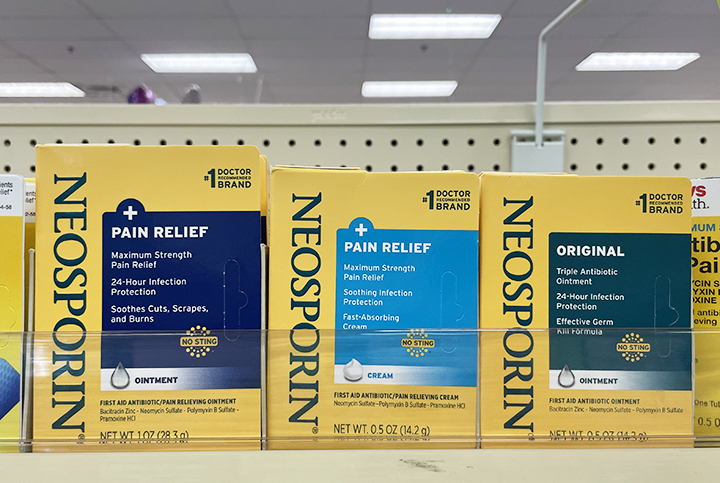 NEOSPORIN®
#1 DOCTOR
RECOMMENDED
BRAND
+
PAIN RELIEF
Maximum Strength
Pain Relief
24-Hour Infection
Protection
Soothes Cuts, Scrapes,
and Burns
NO STING
OINTMENT
FIRST AID ANTIBIOTIC/PAIN RELIEVING OINTMENT
Bacitracin Zinc - Neomycin Sulfate - Polymyxin B Sulfate -
Pramoxine HCl
NET WT. 1 OZ (28.3 g)
NEOSPORIN®
#1 DOCTOR
RECOMMENDED
BRAND
+
PAIN RELIEF
Maximum Strength
Pain Relief
Soothing Infection
Protection
Fast-Absorbing
Cream
NO STING
CREAM
FIRST AID ANTIBIOTIC/PAIN RELIEVING CREAM
Neomycin Sulfate - Polymyxin B Sulfate - Pramoxine HCl
NET WT. 0.5 OZ (14.2 g)
NEOSPORIN®
#1 DOCTOR
RECOMMENDED
BRAND
ORIGINAL
Triple Antibiotic
Ointment
24-Hour Infection
Protection
Effective Germ
Kill Formula
NO STING
OINTMENT
FIRST AID ANTIBIOTIC OINTMENT
Bacitracin Zinc - Neomycin Sulfate - Polymyxin B Sulfate
NET WT. 0.5 OZ (14.2 g)